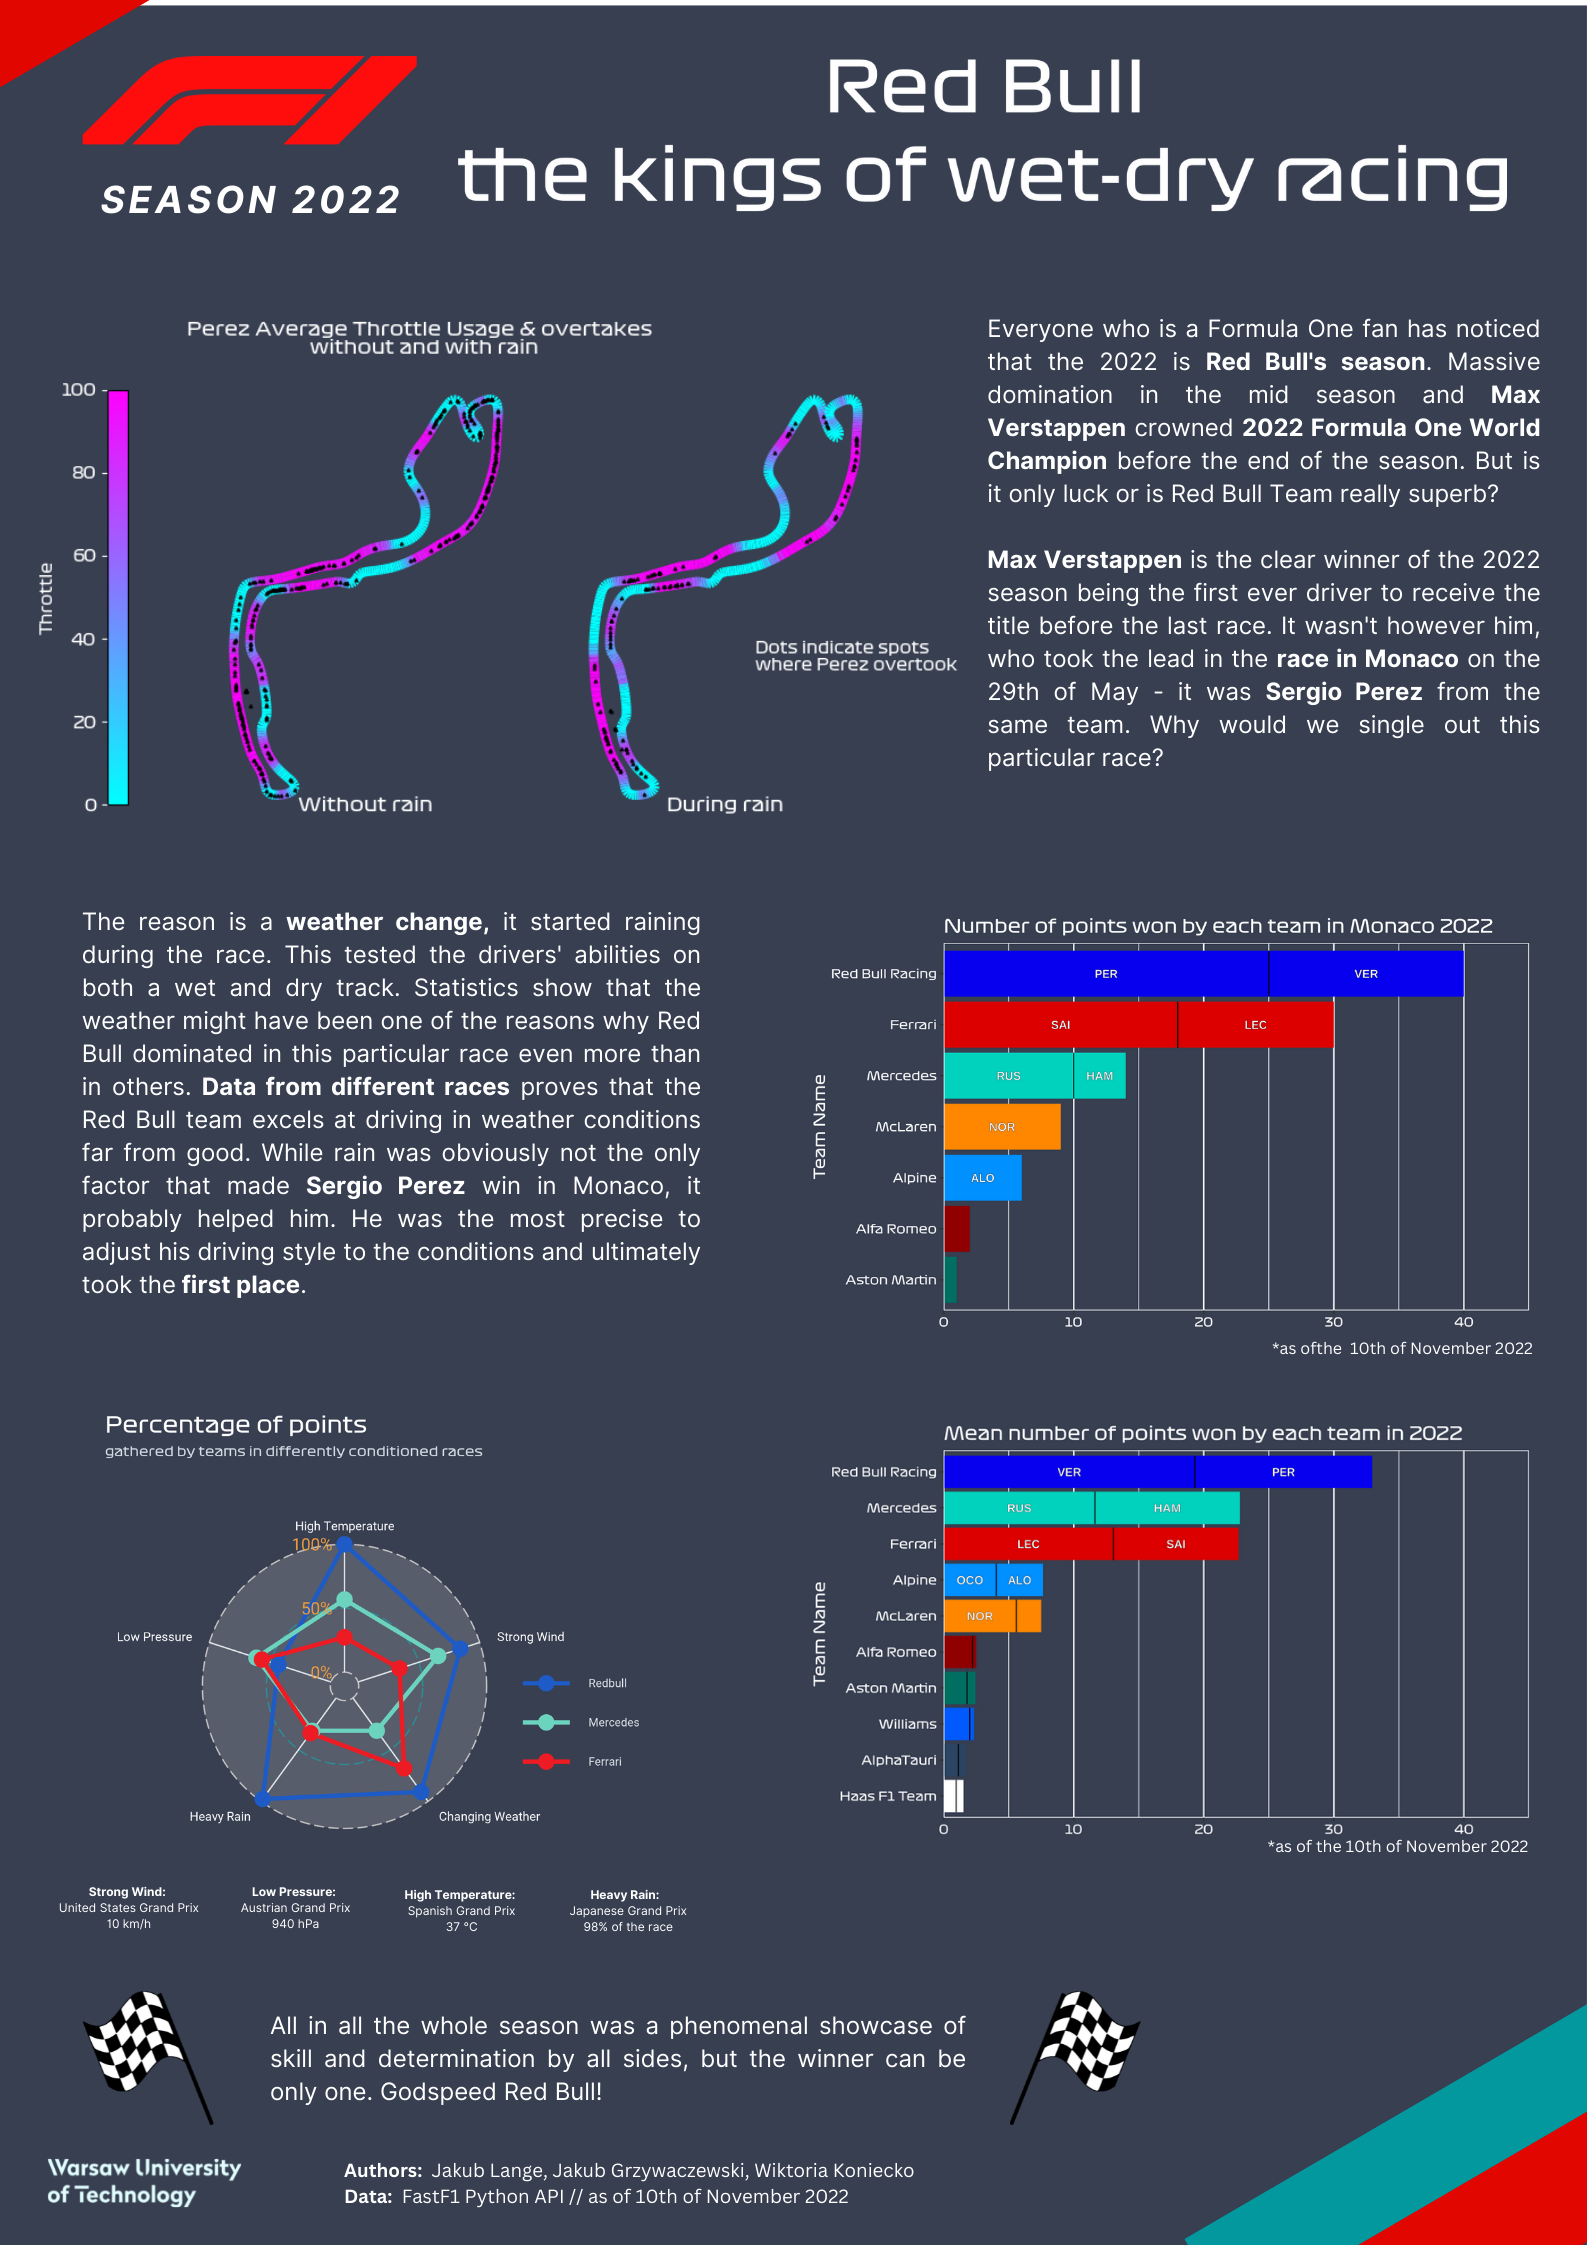 SEASON 2022
Red Bull
the kings of wet-dry racing
Perez Average Throttle Usage & overtakes
without and with rain
Throttle
100
80
60
40
20
0
Without rain
During rain
Dots indicate spots
where Perez overtook
Everyone who is a Formula One fan has noticed
that the 2022 is Red Bull's season. Massive
domination in the mid season and Max
Verstappen crowned 2022 Formula One World
Champion before the end of the season. But is
it only luck or is Red Bull Team really superb?
Max Verstappen is the clear winner of the 2022
season being the first ever driver to receive the
title before the last race. It wasn't however him,
who took the lead in the race in Monaco on the
29th of May - it was Sergio Perez from the
same team. Why would we single out this
particular race?
The reason is a weather change, it started raining
during the race. This tested the drivers' abilities on
both a wet and dry track. Statistics show that the
weather might have been one of the reasons why Red
Bull dominated in this particular race even more than
in others. Data from different races proves that the
Red Bull team excels at driving in weather conditions
far from good. While rain was obviously not the only
factor that made Sergio Perez win in Monaco, it
probably helped him. He was the most precise to
adjust his driving style to the conditions and ultimately
took the first place.
Number of points won by each team in Monaco 2022
Team Name
Red Bull Racing PER VER
Ferrari SAI LEC
Mercedes RUS HAM
McLaren NOR
Alpine ALO
Alfa Romeo
Aston Martin
0 10 20 30 40
*as ofthe 10th of November 2022
Percentage of points
gathered by teams in differently conditioned races
High Temperature
100%
50%
0%
Low Pressure
Strong Wind
Heavy Rain
Changing Weather
Redbull
Mercedes
Ferrari
Strong Wind:
United States Grand Prix
10 km/h
Low Pressure:
Austrian Grand Prix
940 hPa
High Temperature:
Spanish Grand Prix
37 °C
Heavy Rain:
Japanese Grand Prix
98% of the race
Mean number of points won by each team in 2022
Team Name
Red Bull Racing VER PER
Mercedes RUS HAM
Ferrari LEC SAI
Alpine OCO ALO
McLaren NOR
Alfa Romeo
Aston Martin
Williams
AlphaTauri
Haas F1 Team
0 10 20 30 40
*as of the 10th of November 2022
All in all the whole season was a phenomenal showcase of
skill and determination by all sides, but the winner can be
only one. Godspeed Red Bull!
Warsaw University
of Technology
Authors: Jakub Lange, Jakub Grzywaczewski, Wiktoria Koniecko
Data: FastF1 Python API // as of 10th of November 2022